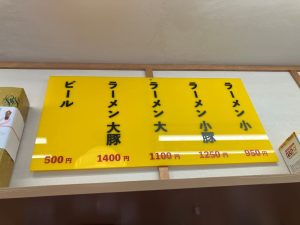 ラーメン 小
950円
ラーメン 小豚
1250円
ラーメン 大
1100円
ラーメン 大豚
1400円
ビール
500円